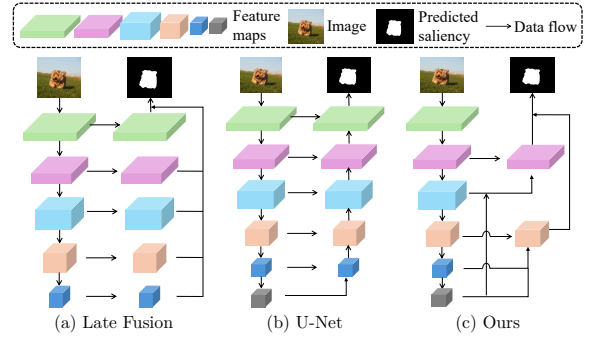 Feature maps
Image
Predicted saliency
Data flow
(a) Late Fusion
(b) U-Net
(c) Ours